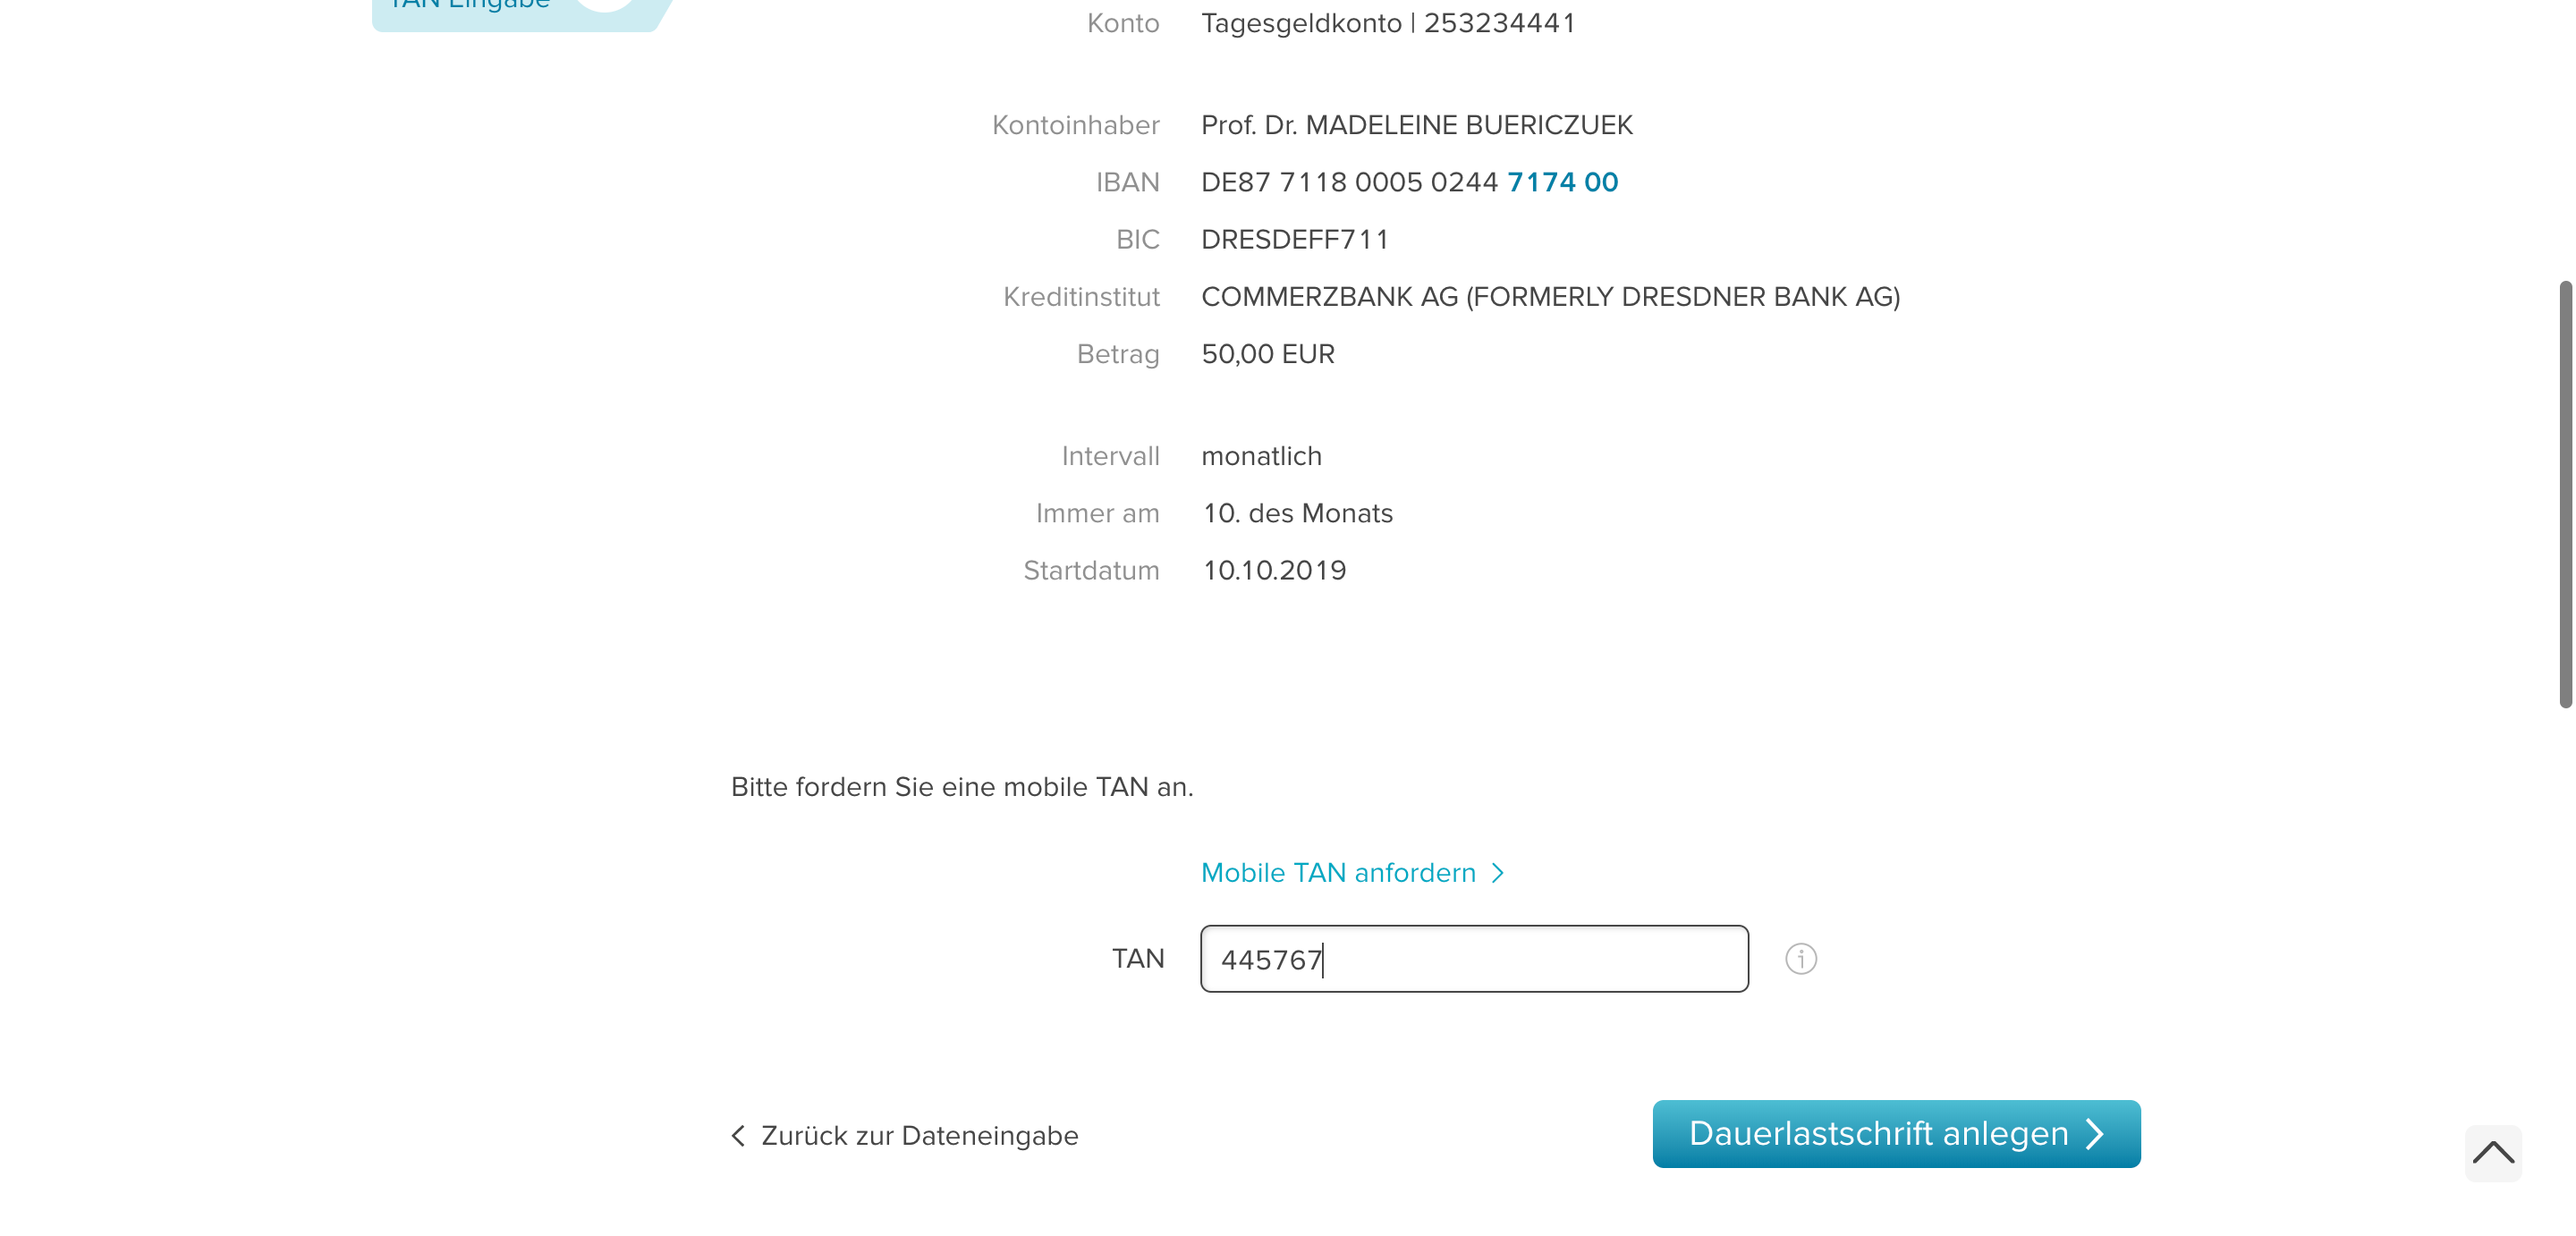 TAN Eingabe
Konto Tagesgeldkonto | 253234441
Kontoinhaber Prof. Dr. MADELEINE BUERICZUEK
IBAN DE87 7118 0005 0244 7174 00
BIC DRESDEFF711
Kreditinstitut COMMERZBANK AG (FORMERLY DRESDNER BANK AG)
Betrag 50,00 EUR
Intervall monatlich
Immer am 10. des Monats
Startdatum 10.10.2019
Bitte fordern Sie eine mobile TAN an.
Mobile TAN anfordern
TAN 445767
Zurück zur Dateneingabe
Dauerlastschrift anlegen